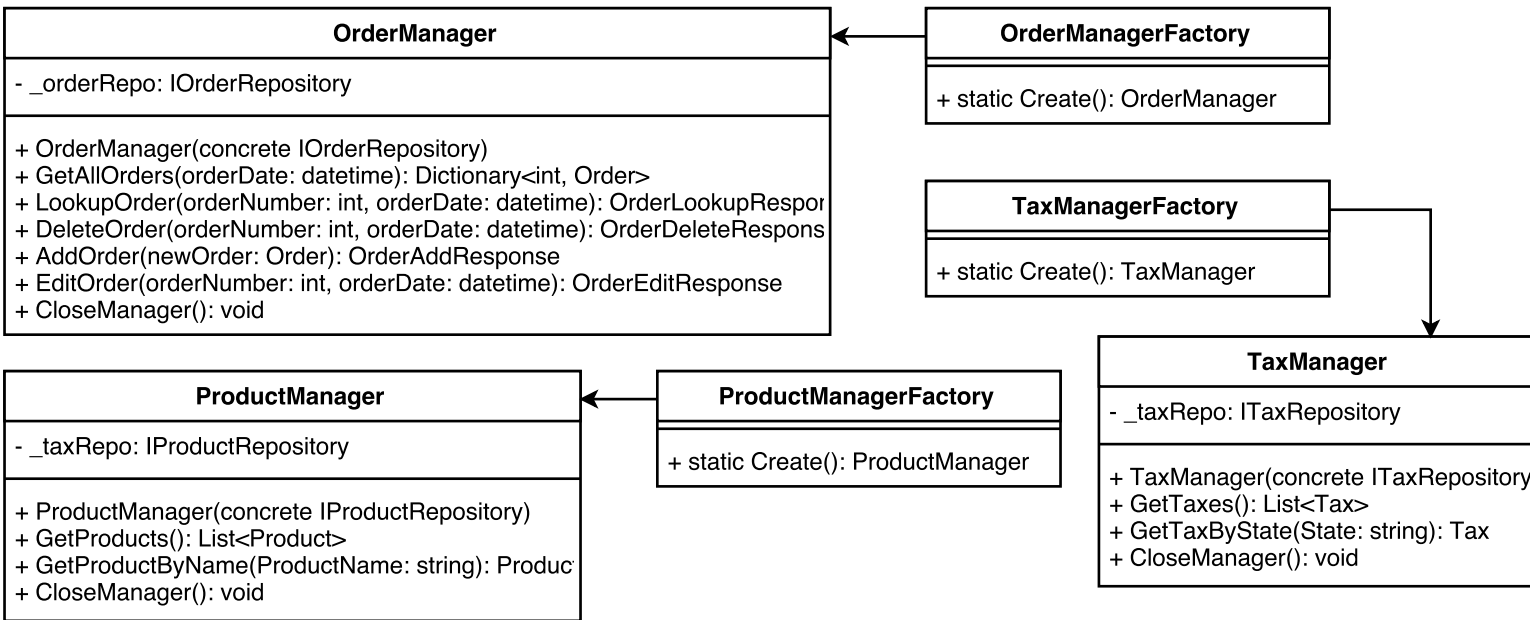 OrderManager
- _orderRepo: IOrderRepository
+ OrderManager(concrete IOrderRepository)
+ GetAllOrders(orderDate: datetime): Dictionary<int, Order>
+ LookupOrder(orderNumber: int, orderDate: datetime): OrderLookupRespon
+ DeleteOrder(orderNumber: int, orderDate: datetime): OrderDeleteRespons
+ AddOrder(newOrder: Order): OrderAddResponse
+ EditOrder(orderNumber: int, orderDate: datetime): OrderEditResponse
+ CloseManager(): void
OrderManagerFactory
+ static Create(): OrderManager
TaxManagerFactory
+ static Create(): TaxManager
ProductManager
- _taxRepo: IProductRepository
+ ProductManager(concrete IProductRepository)
+ GetProducts(): List<Product>
+ GetProductByName(ProductName: string): Produc
+ CloseManager(): void
ProductManagerFactory
+ static Create(): ProductManager
TaxManager
- _taxRepo: ITaxRepository
+ TaxManager(concrete ITaxRepository
+ GetTaxes(): List<Tax>
+ GetTaxByState(State: string): Tax
+ CloseManager(): void